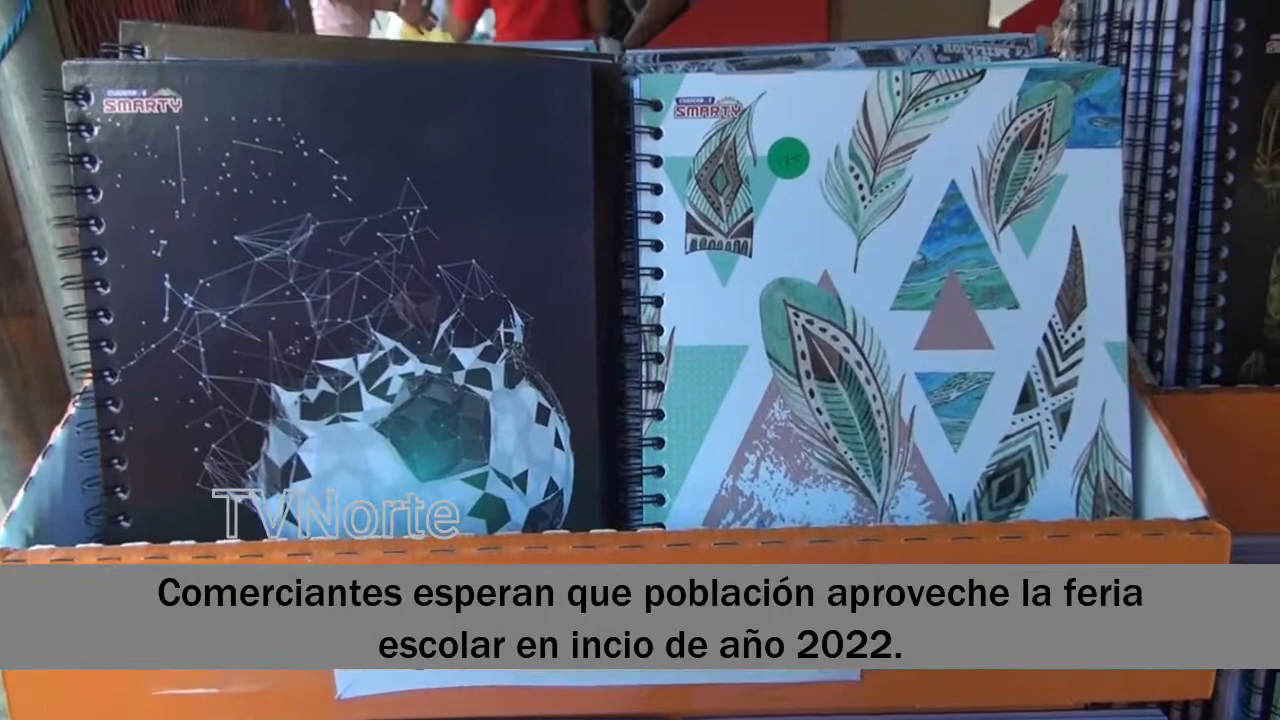 SMARTY
SMARTY
TVNorte
Comerciantes esperan que población aproveche la feria
escolar en incio de año 2022.